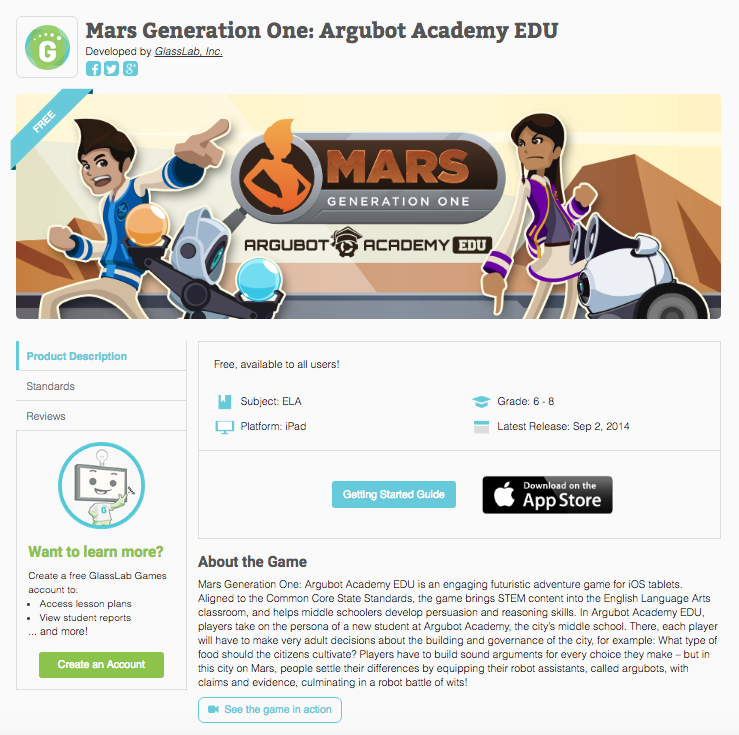 Mars Generation One: Argubot Academy EDU
Developed by GlassLab, Inc.
FREE
MARS
GENERATION ONE
ARGUBOT ACADEMY EDU
Product Description
Standards
Reviews
Free, available to all users!
Subject: ELA
Grade: 6 - 8
Platform: iPad
Latest Release: Sep 2, 2014
Getting Started Guide
Download on the
App Store
Want to learn more?
Create a free GlassLab Games
account to:
• Access lesson plans
• View student reports
... and more!
Create an Account
About the Game
Mars Generation One: Argubot Academy EDU is an engaging futuristic adventure game for iOS tablets.
Aligned to the Common Core State Standards, the game brings STEM content into the English Language Arts
classroom, and helps middle schoolers develop persuasion and reasoning skills. In Argubot Academy EDU,
players take on the persona of a new student at Argubot Academy, the city's middle school. There, each player
will have to make very adult decisions about the building and governance of the city, for example: What type of
food should the citizens cultivate? Players have to build sound arguments for every choice they make – but in
this city on Mars, people settle their differences by equipping their robot assistants, called argubots, with
claims and evidence, culminating in a robot battle of wits!
See the game in action